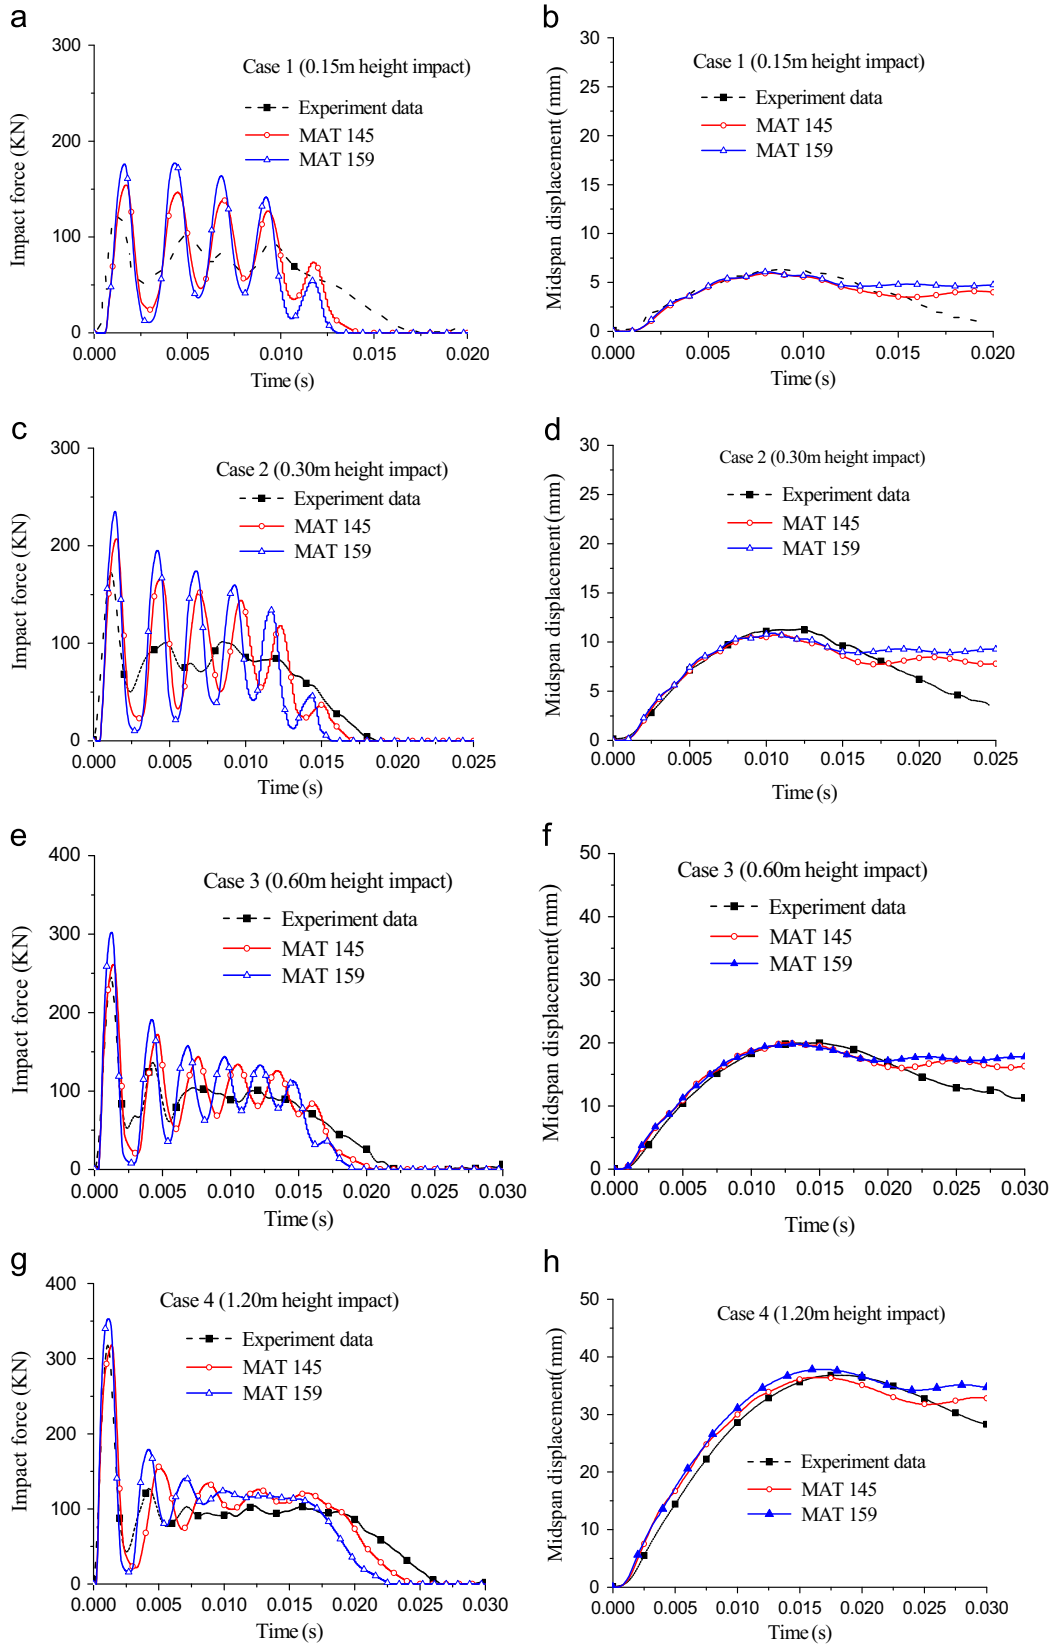 a
300
200
100
0
Impact force (KN)
Case 1 (0.15m height impact)
Experiment data
MAT 145
MAT 159
0.000 0.005 0.010 0.015 0.020
Time (s)
b
30
25
20
15
10
5
0
Midspan displacement (mm)
Case 1 (0.15m height impact)
Experiment data
MAT 145
MAT 159
0.000 0.005 0.010 0.015 0.020
Time (s)
c
300
200
100
0
Impact force (KN)
Case 2 (0.30m height impact)
Experiment data
MAT 145
MAT 159
0.000 0.005 0.010 0.015 0.020 0.025
Time (s)
d
30
25
20
15
10
5
0
Midspan displacement (mm)
Case 2 (0.30m height impact)
Experiment data
MAT 145
MAT 159
0.000 0.005 0.010 0.015 0.020 0.025
Time (s)
e
400
300
200
100
0
Impact force (KN)
Case 3 (0.60m height impact)
Experiment data
MAT 145
MAT 159
0.000 0.005 0.010 0.015 0.020 0.025 0.030
Time (s)
f
50
40
30
20
10
0
Midspan displacement( mm)
Case 3 (0.60m height impact)
Experiment data
MAT 145
MAT 159
0.000 0.005 0.010 0.015 0.020 0.025 0.030
Time (s)
g
400
300
200
100
0
Impact force (KN)
Case 4 (1.20m height impact)
Experiment data
MAT 145
MAT 159
0.000 0.005 0.010 0.015 0.020 0.025 0.030
Time (s)
h
50
40
30
20
10
0
Midspan displacement( mm)
Case 4 (1.20m height impact)
Experiment data
MAT 145
MAT 159
0.000 0.005 0.010 0.015 0.020 0.025 0.030
Time (s)